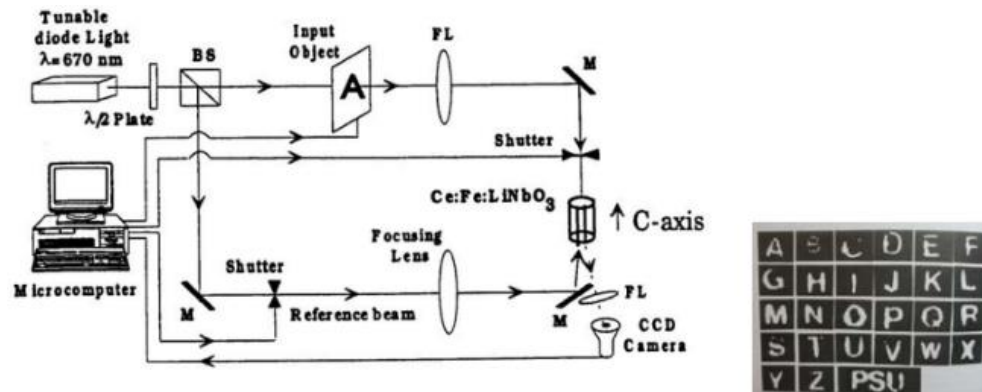 Tunable
diode Light
λ=670 nm
λ/2 Plate
BS
Input
Object
A
FL
M
Shutter
Ce:Fe:LiNbO3
C-axis
Microcomputer
M
Shutter
Reference beam
Focusing
Lens
M
FL
CCD
Camera
A B C D E F
G H I J K L
M N O P Q R
S T U V W X
Y Z PSU